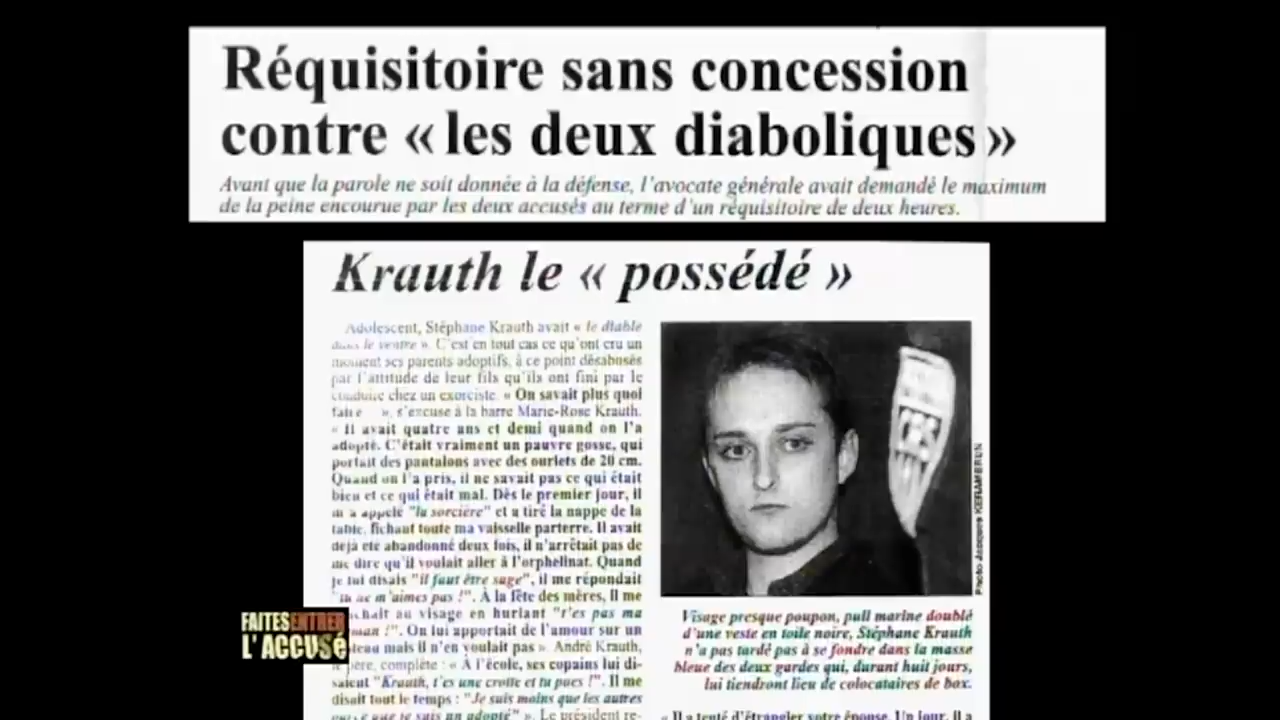 Réquisitoire sans concession
contre « les deux diaboliques »
Avant que la parole ne soit donnée à la défense, l'avocate générale avait demandé le maximum
de la peine encourue par les deux accusés au terme d'un réquisitoire de deux heures.
Krauth le « possédé »
Adolescent, Stéphane Krauth avait « le diable
dans le ventre ». C'est en tout cas ce qu'ont cru un
moment ses parents adoptifs, à ce point désabusés
par l'attitude de leur fils qu'ils ont fini par le
conduire chez un exorciste. « On savait plus quoi
faire », s'excuse à la barre Marie-Rose Krauth.
« Il avait quatre ans et demi quand on l'a
adopté. C'était vraiment un pauvre gosse, qui
portait des pantalons avec des ourlets de 20 cm.
Quand on l'a pris, il ne savait pas ce qui était
bien et ce qui était mal. Dès le premier jour, il
m'a appelé "la sorcière" et a tiré la nappe de la
table, fichant toute ma vaisselle parterre. Il avait
déjà été abandonné deux fois, il n'arrêtait pas de
me dire qu'il voulait aller à l'orphelinat. Quand
je lui disais "il faut être sage", il me répondait
"tu ne m'aimes pas !". À la fête des mères, Il me
au visage en hurlant "t'es pas ma
!". On lui apportait de l'amour sur un
mais il n'en voulait pas ». André Krauth,
père, complète : « À l'école, ses copains lui di-
saient "Krauth, t'es une crotte et tu pues !". Il me
disait tout le temps : "Je suis moins que les autres
que je suis un adopté" ». Le président re-
Photo Jacques KERAMBRUN
Visage presque poupon, pull marine doublé
d'une veste en toile noire, Stéphane Krauth
n'a pas tardé pas à se fondre dans la masse
bleue des deux gardes qui, durant huit jours,
lui tiendront lieu de colocataires de box.
« Il a tenté d'étrangler votre épouse. Un jour, il a
FAITES ENTRER
L'ACCUSÉ